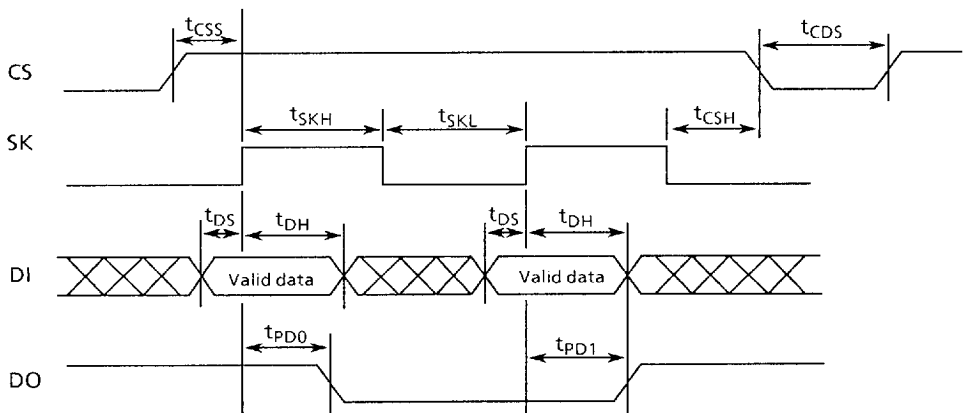 tCSS
tCDS
CS
tSKH
tSKL
tCSH
SK
tDS
tDH
tDS
tDH
DI
Valid data
Valid data
tPD0
tPD1
DO